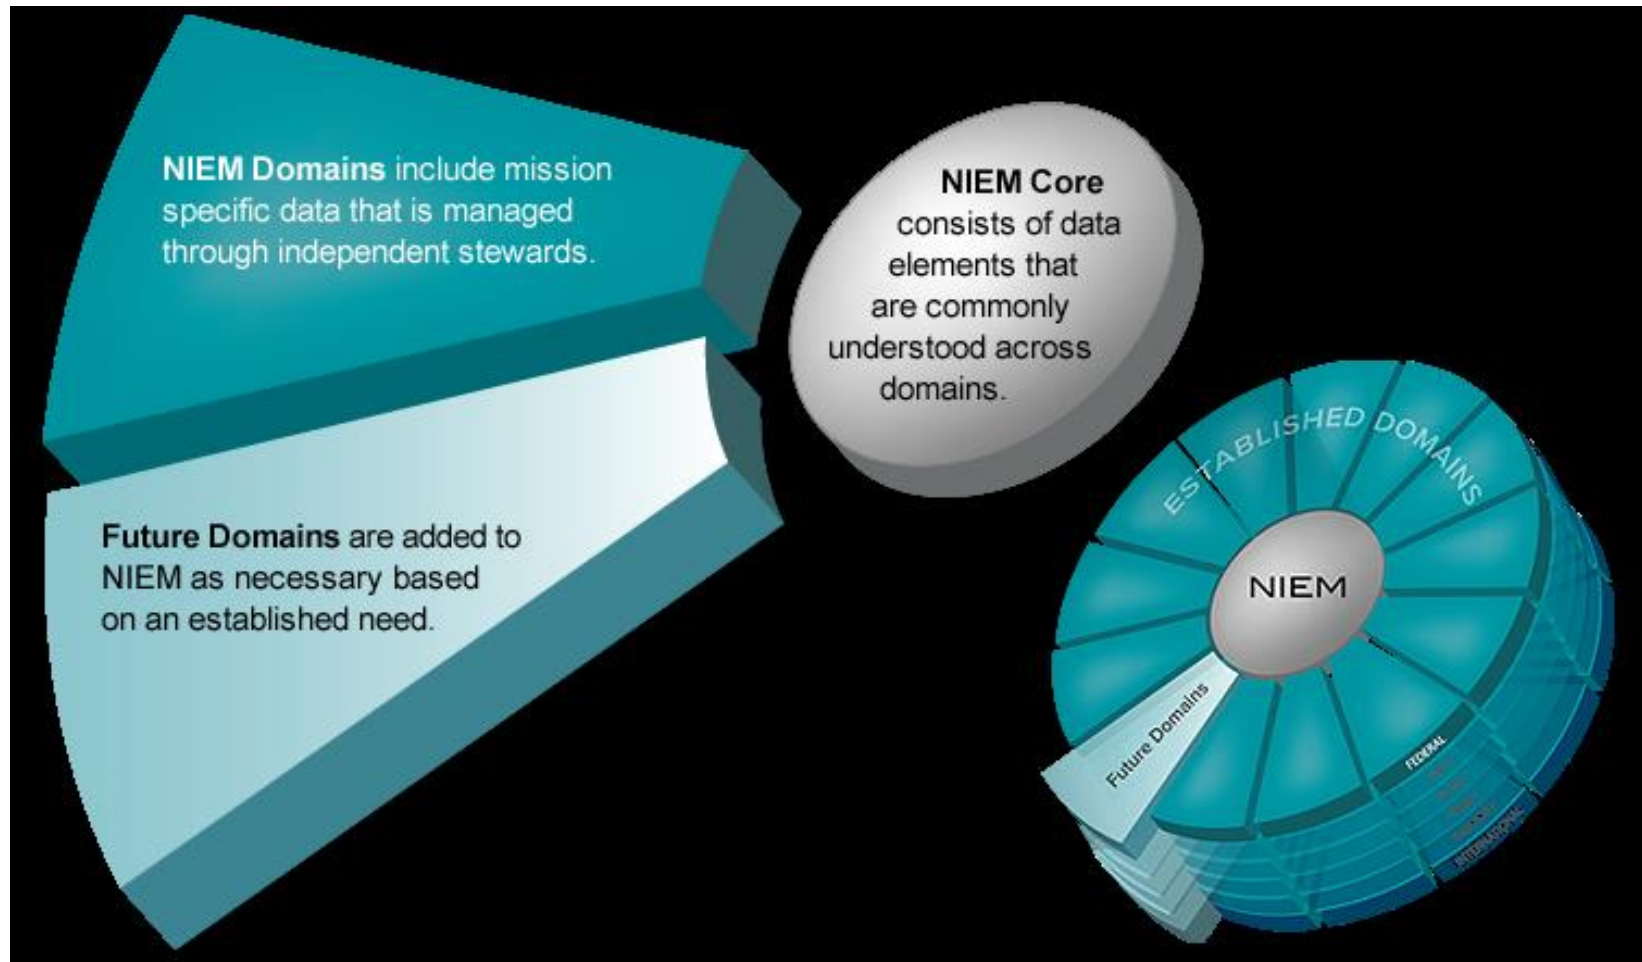 NIEM Domains include mission
specific data that is managed
through independent stewards.
NIEM Core
consists of data
elements that
are commonly
understood across
domains.
Future Domains are added to
NIEM as necessary based
on an established need.
ESTABLISHED DOMAINS
NIEM
Future Domains
FEDERAL
INTERNATIONAL